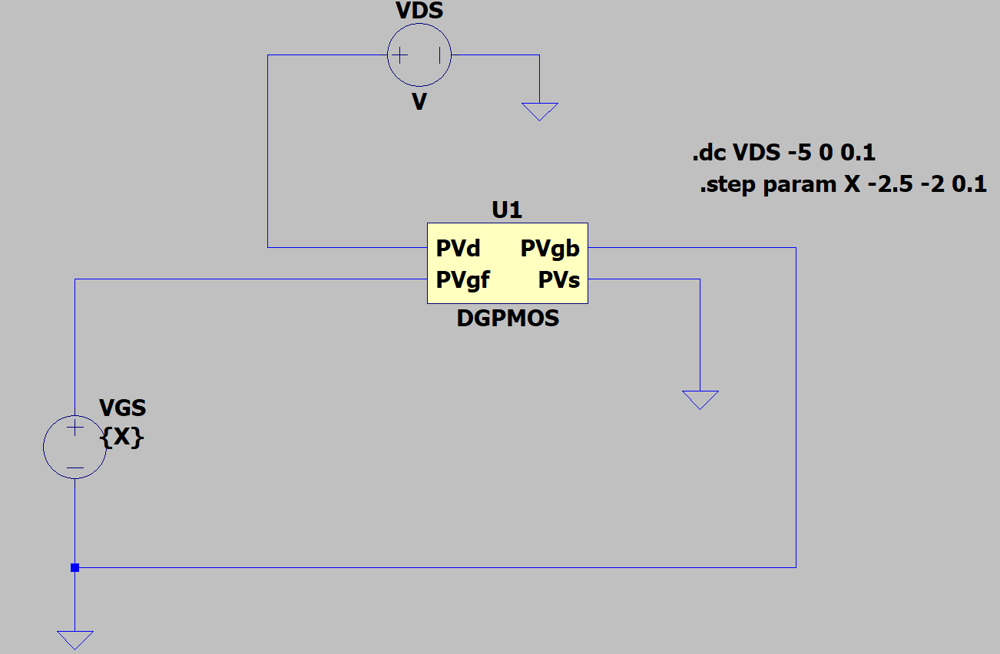 VDS
V
.dc VDS -5 0 0.1
.step param X -2.5 -2 0.1
U1
PVd PVgb
PVgf PVs
DGPMOS
VGS
{X}